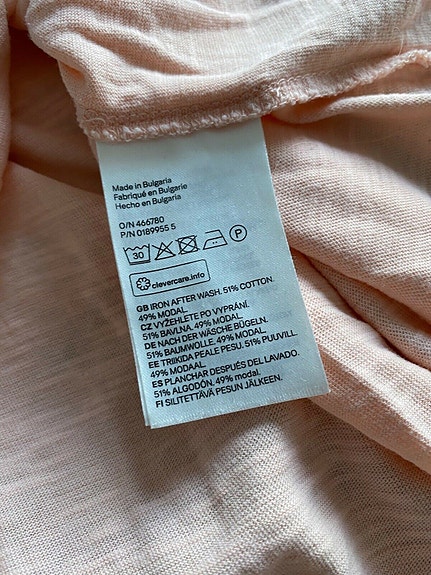 Made in Bulgaria
Fabriqué en Bulgarie
Hecho en Bulgaria
O/N 466780
P/N 0189955 5
30 P
clevercare.info
GB IRON AFTER WASH. 51% COTTON.
49% MODAL.
CZ VYŽEHLETE PO VYPRÁNÍ.
51% BAVLNA. 49% MODAL.
DE NACH DER WÄSCHE BÜGELN.
51% BAUMWOLLE. 49% MODAL.
EE TRIIKIDA PEALE PESU. 51% PUUVILL.
49% MODAAL
ES PLANCHAR DESPUÉS DEL LAVADO.
51% ALGODÓN. 49% modal.
FI SILITETTÄVÄ PESUN JÄLKEEN.